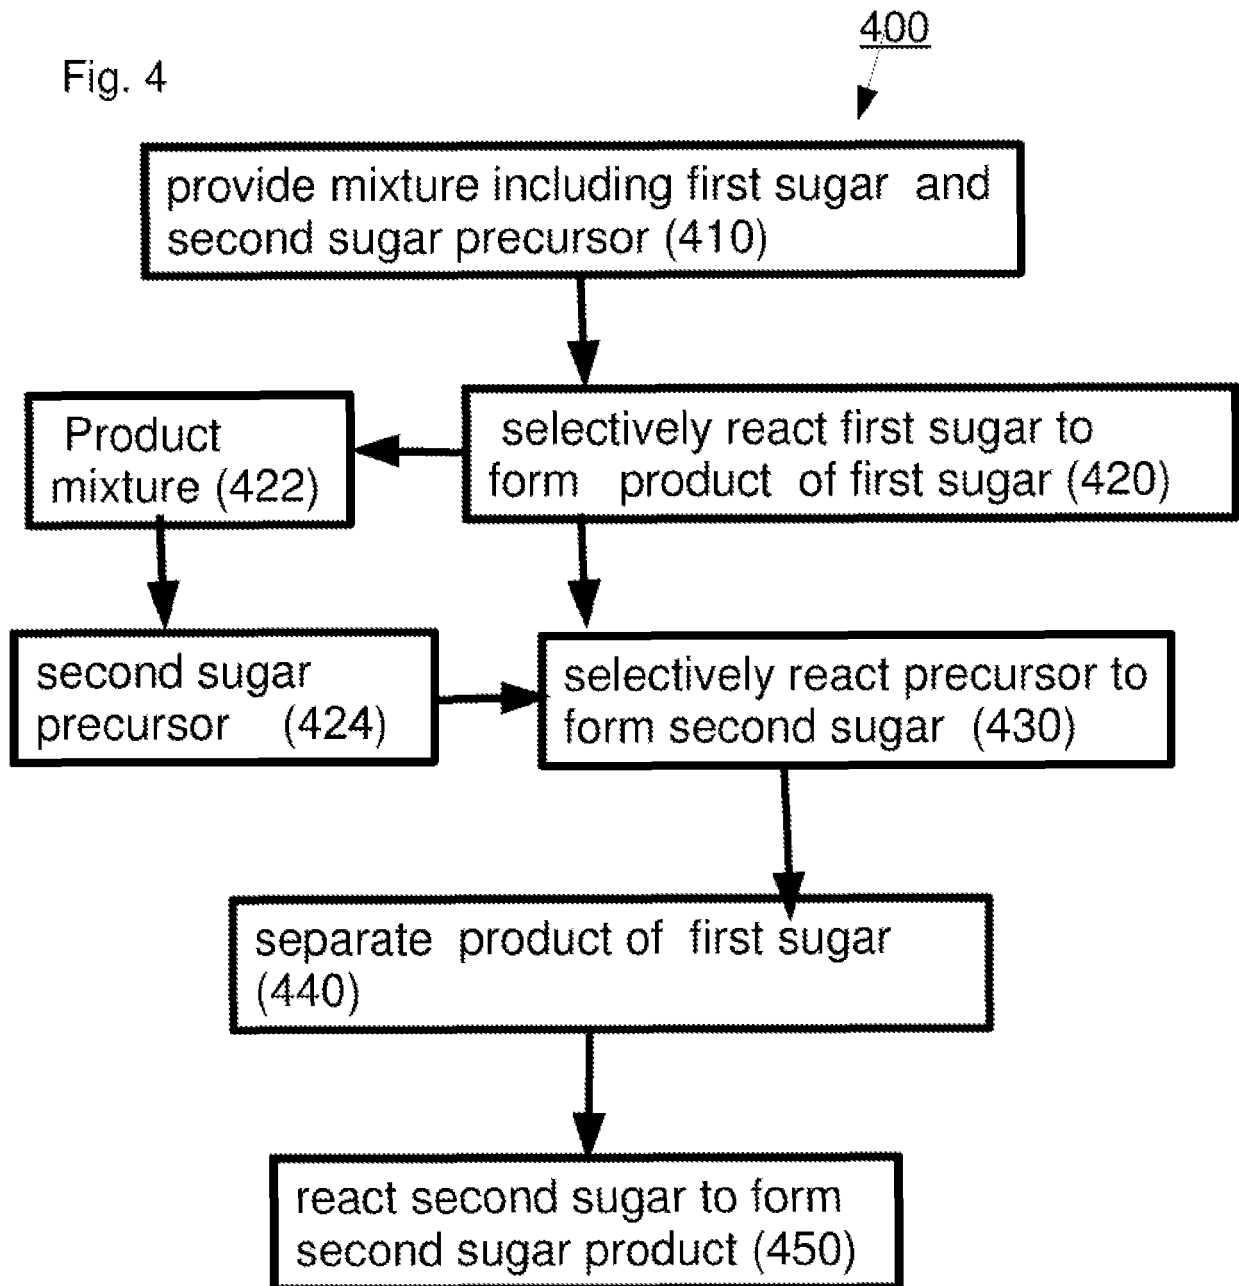 400
Fig. 4
provide mixture including first sugar and
second sugar precursor (410)
Product
mixture (422)
selectively react first sugar to
form product of first sugar (420)
second sugar
precursor (424)
selectively react precursor to
form second sugar (430)
separate product of first sugar
(440)
react second sugar to form
second sugar product (450)